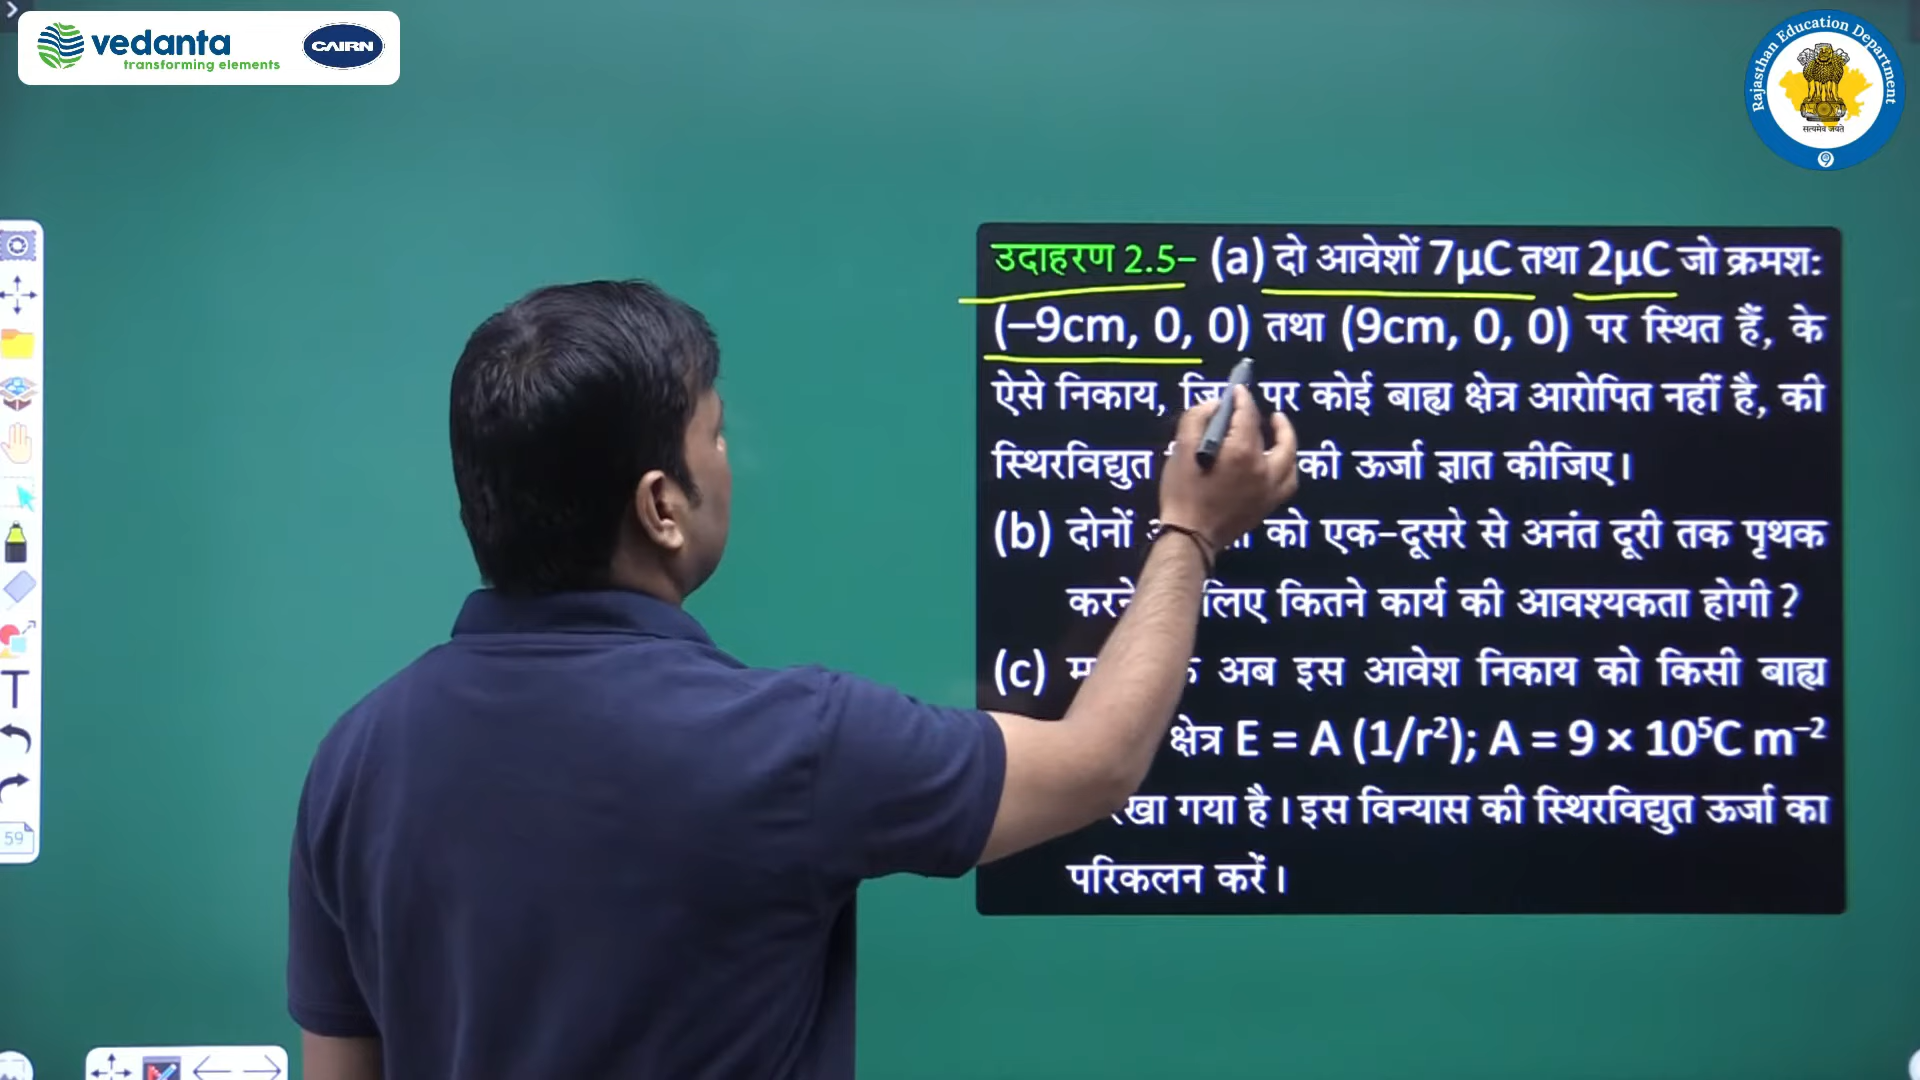 vedanta
transforming elements
CAIRN
Rajasthan Education Department
सत्यमेव जयते
उदाहरण 2.5– (a) दो आवेशों 7μC तथा 2μC जो क्रमश:
(–9cm, 0, 0) तथा (9cm, 0, 0) पर स्थित हैं, के
ऐसे निकाय, पर कोई बाह्य क्षेत्र आरोपित नहीं है, की
स्थिरविद्युत की ऊर्जा ज्ञात कीजिए।
(b) दोनों को एक–दूसरे से अनंत दूरी तक पृथक
करने लिए कितने कार्य की आवश्यकता होगी ?
(c) अब इस आवेश निकाय को किसी बाह्य
क्षेत्र E = A (1/r²); A = 9 × 10⁵C m⁻²
गया है। इस विन्यास की स्थिरविद्युत ऊर्जा का
परिकलन करें।
T
59